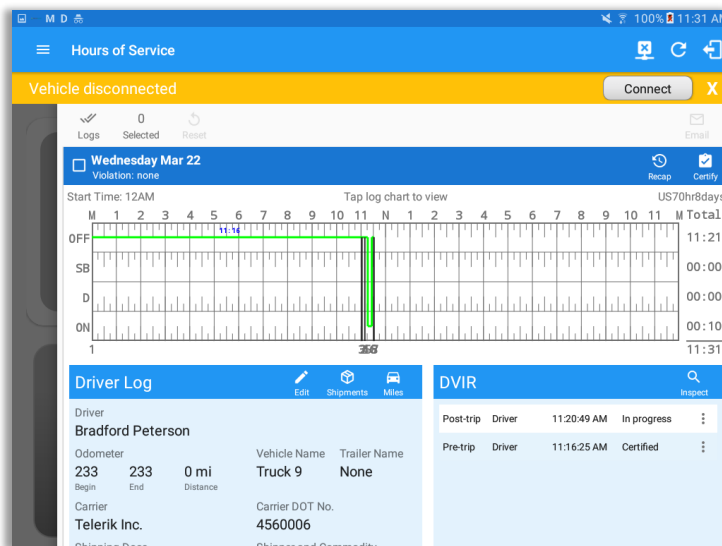 M D 100% 11:31 AM
Hours of Service
Vehicle disconnected Connect X
Logs 0 Selected Reset Email
Wednesday Mar 22
Violation: none Recap Certify
Start Time: 12AM Tap log chart to view US70hr8days
M 1 2 3 4 5 6 7 8 9 10 11 N 1 2 3 4 5 6 7 8 9 10 11 M Total
OFF 11:16 11:21
SB 00:00
D 00:00
ON 00:10
1 11:31
Driver Log Edit Shipments Miles
Driver
Bradford Peterson
Odometer Vehicle Name Trailer Name
233 233 0 mi Truck 9 None
Begin End Distance
Carrier Carrier DOT No.
Telerik Inc. 4560006
Shipping Docs Shipper and Commodity
DVIR Inspect
Post-trip Driver 11:20:49 AM In progress
Pre-trip Driver 11:16:25 AM Certified